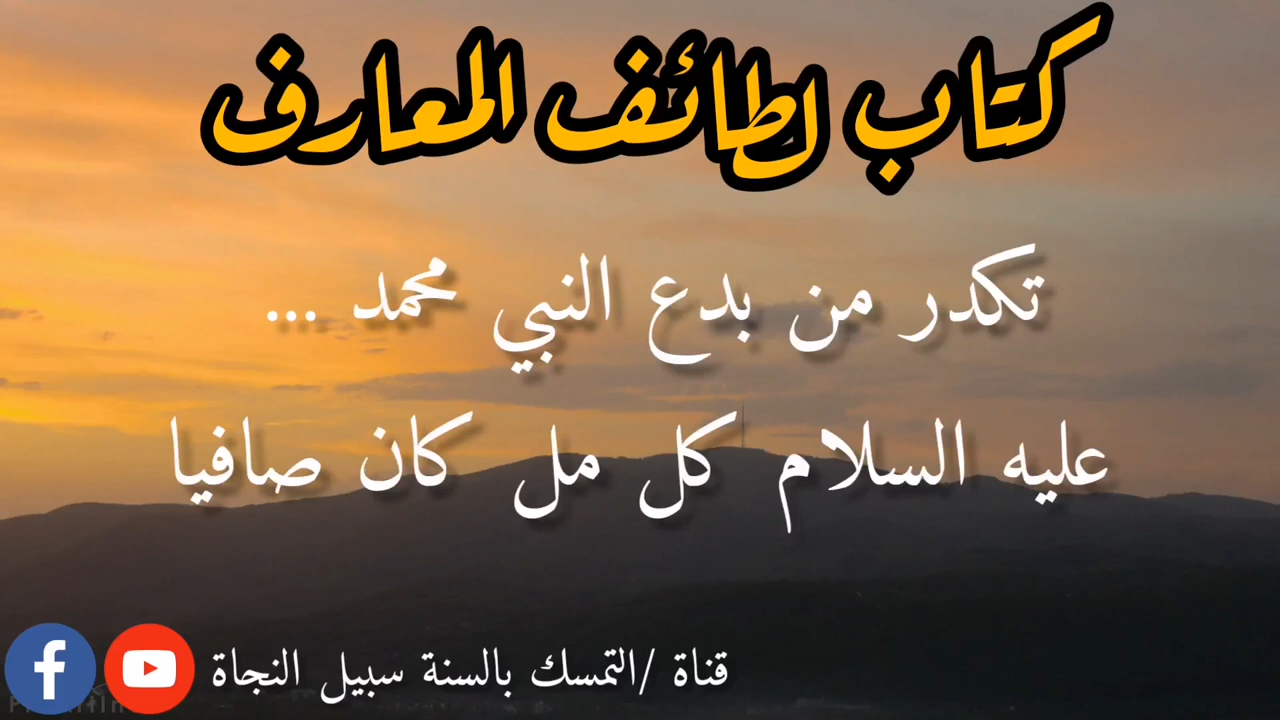 كتاب لطائف المعارف
تكدر من بدع النبي محمد ...
عليه السلام كل مل كان صافيا
قناة /التمسك بالسنة سبيل النجاة